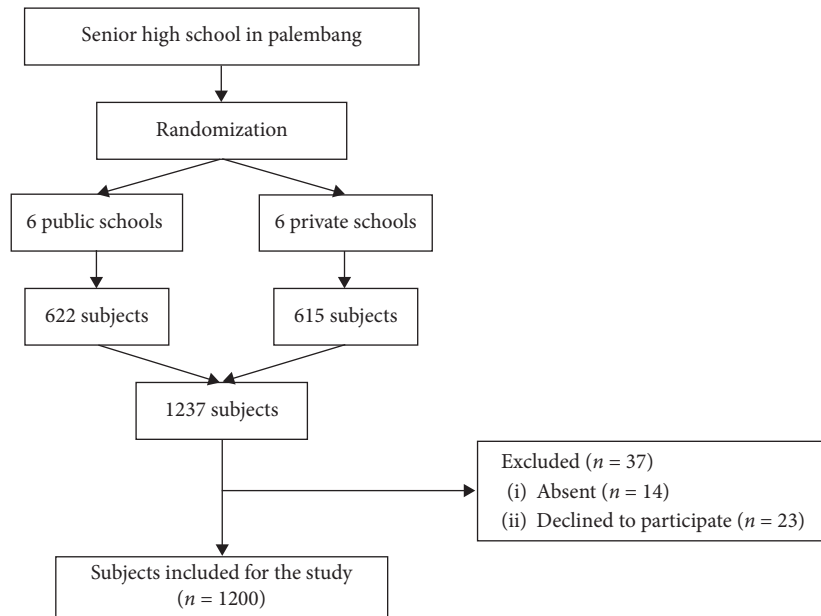 Senior high school in palembang
Randomization
6 public schools
6 private schools
622 subjects
615 subjects
1237 subjects
Excluded (n = 37)
(i) Absent (n = 14)
(ii) Declined to participate (n = 23)
Subjects included for the study
(n = 1200)